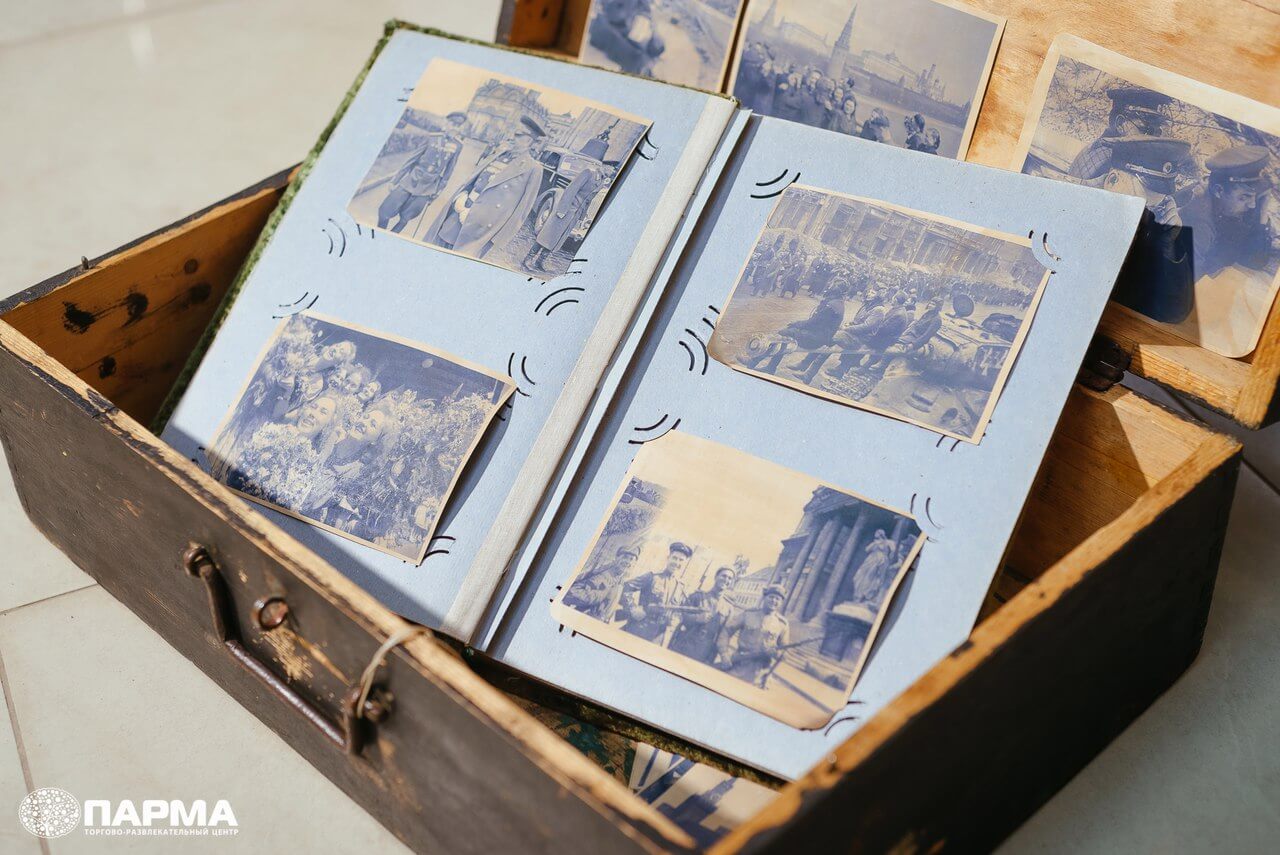 ПАРМА
ТОРГОВО-РАЗВЛЕКАТЕЛЬНЫЙ ЦЕНТР